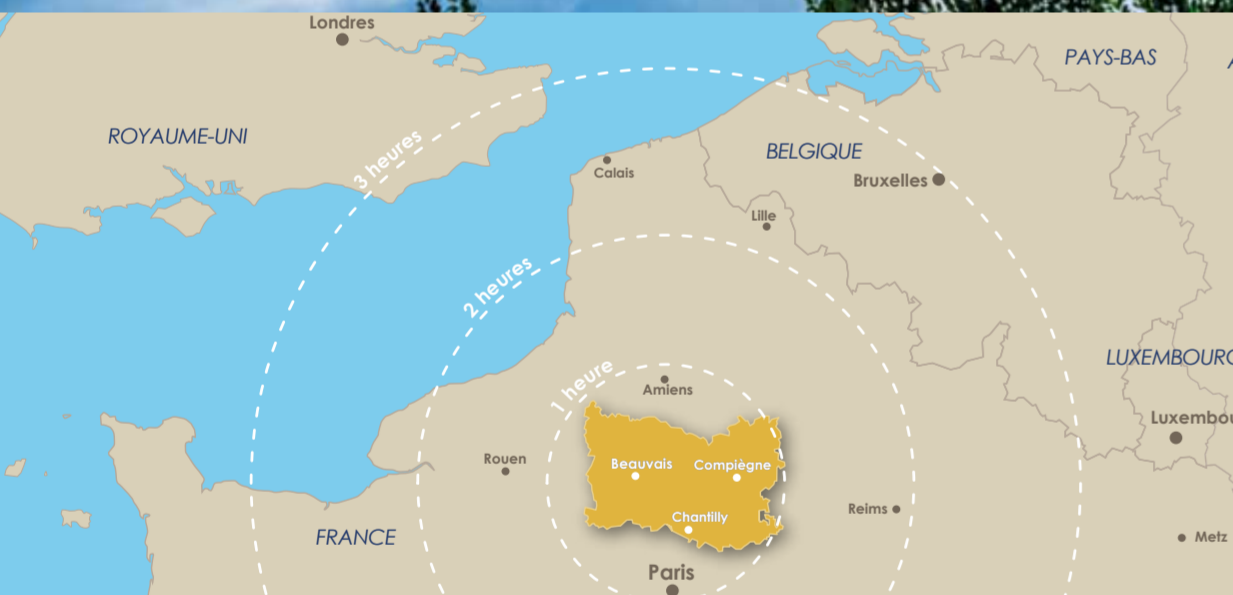 Londres
PAYS-BAS
ROYAUME-UNI
3 heures
BELGIQUE
Calais
Bruxelles
Lille
2 heures
LUXEMBOURG
1 heure
Amiens
Luxembou
Rouen
Beauvais
Compiègne
Reims
Chantilly
FRANCE
Metz
Paris